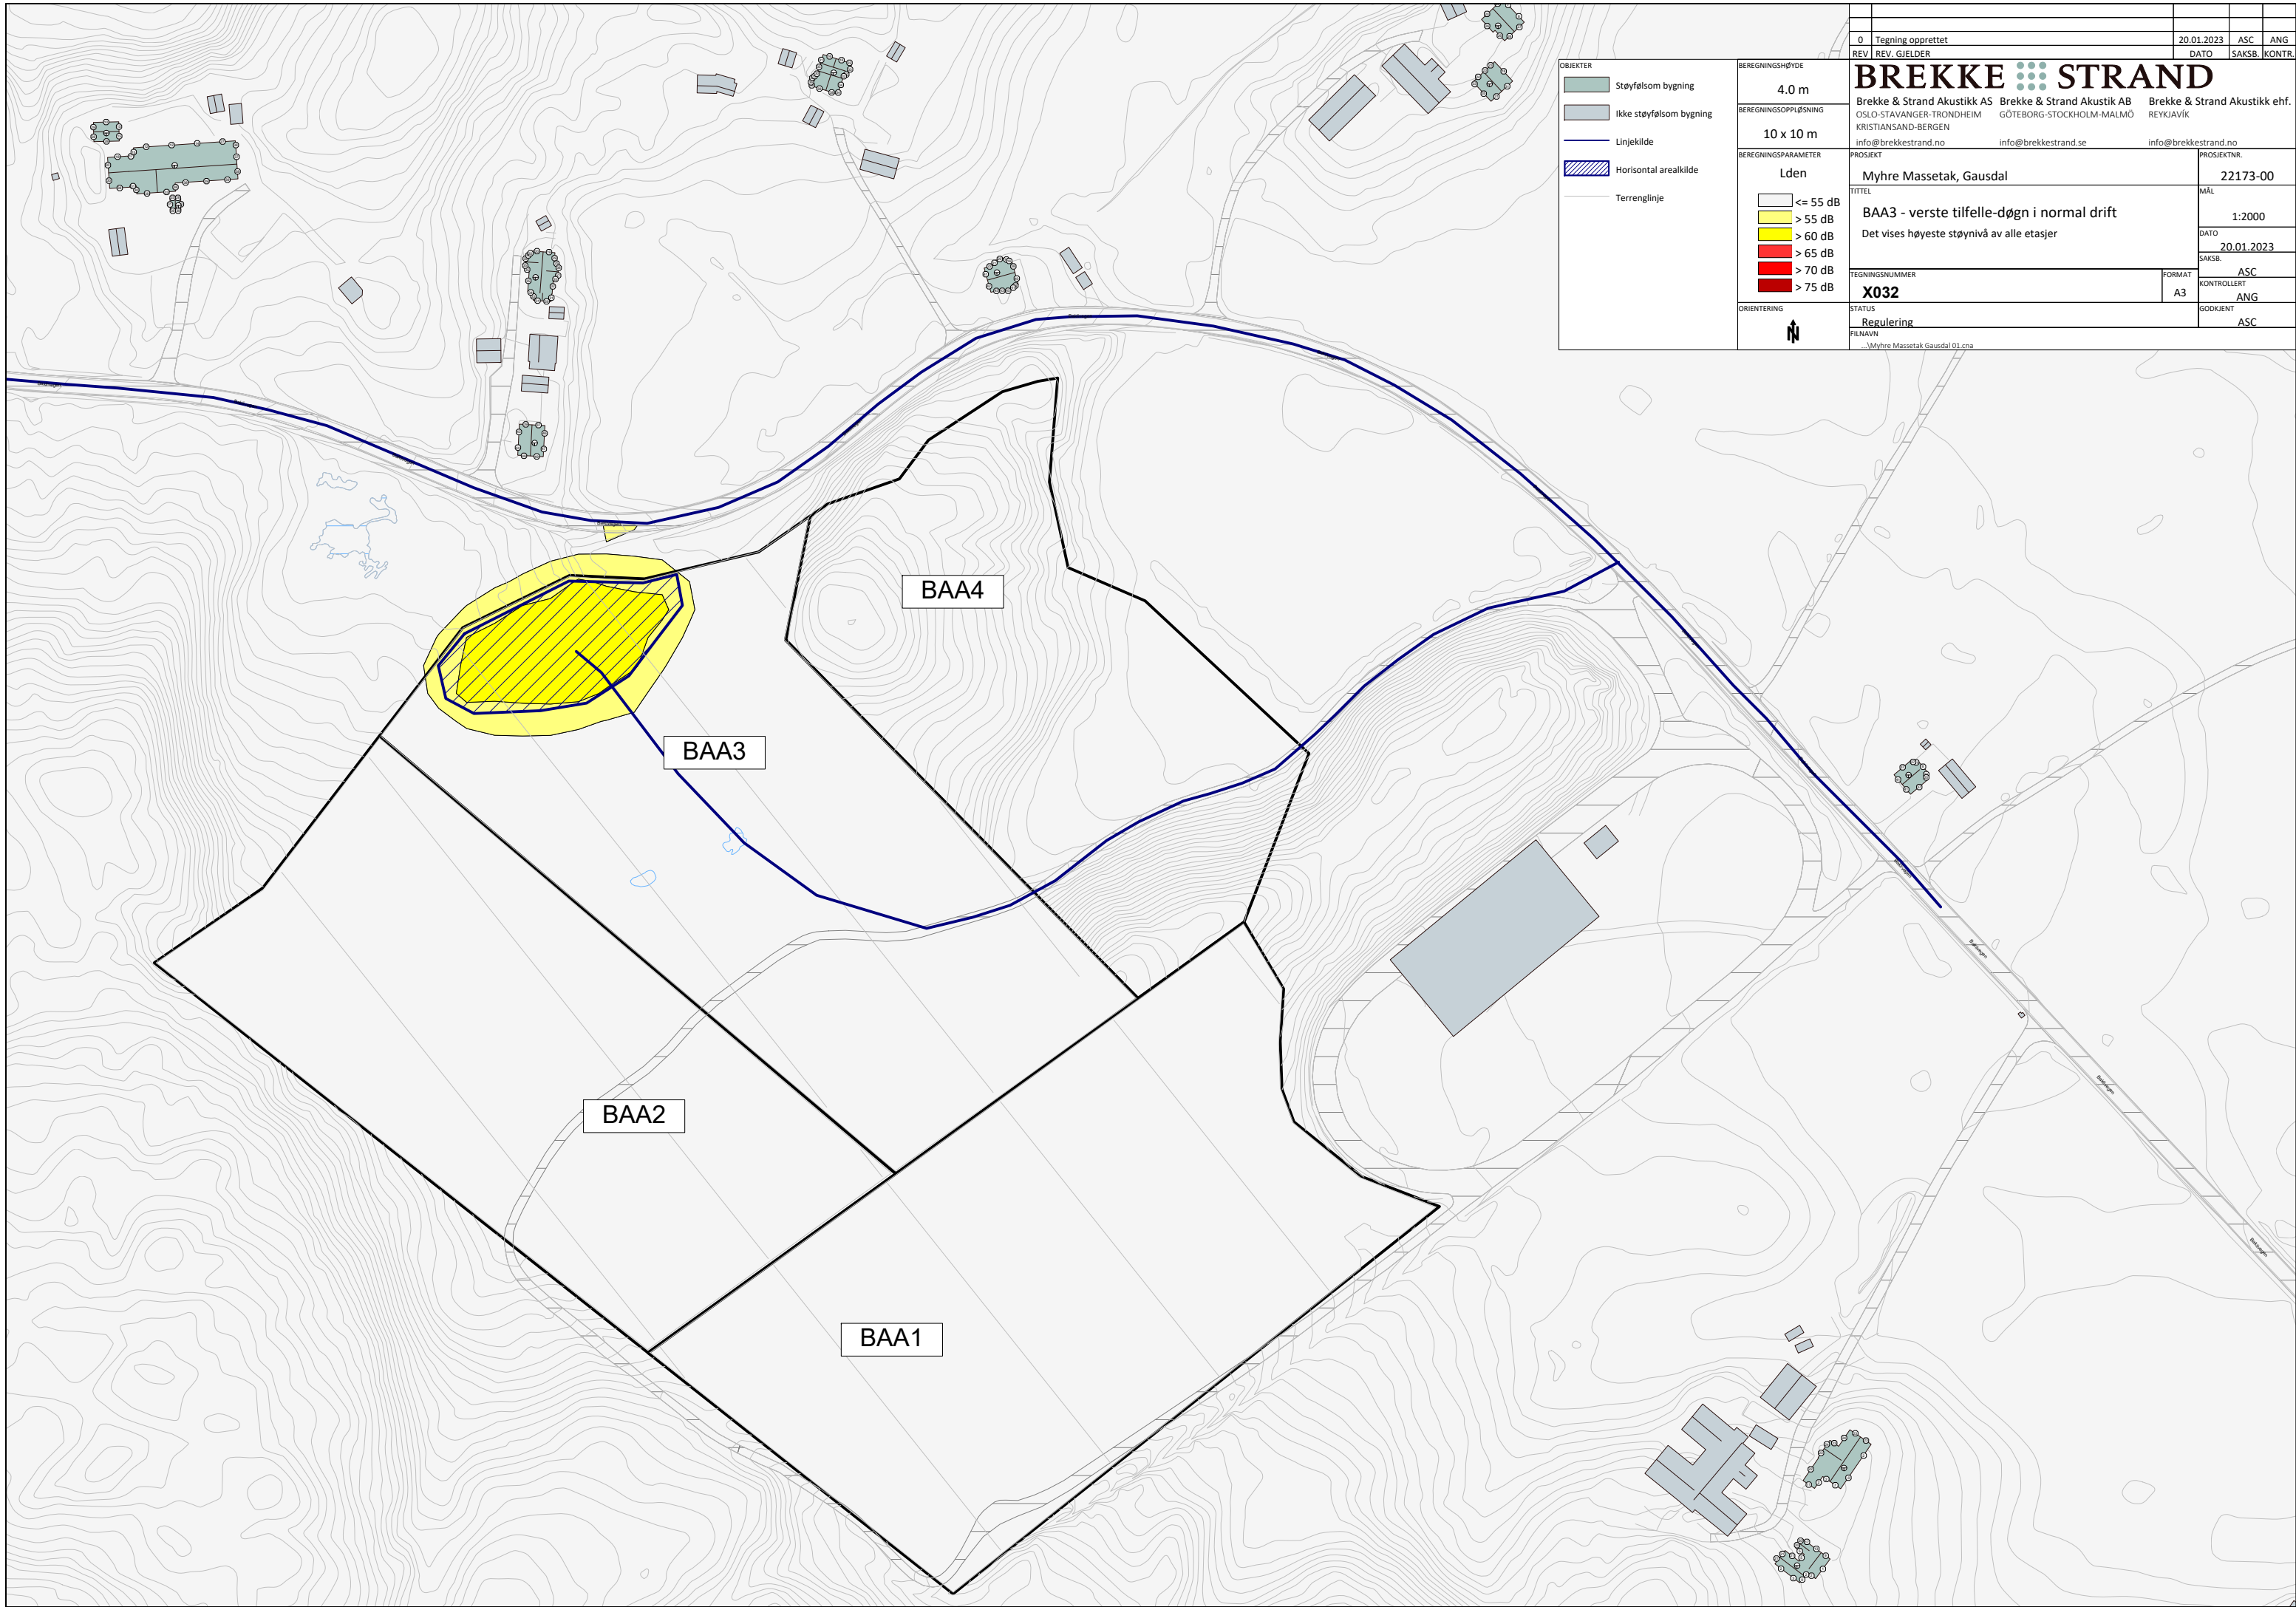 0 Tegning opprettet 20.01.2023 ASC ANG
REV REV. GJELDER DATO SAKSB. KONTR.
OBJEKTER
Støyfølsom bygning
Ikke støyfølsom bygning
Linjekilde
Horisontal arealkilde
Terrenglinje
BEREGNINGSHØYDE
4.0 m
BEREGNINGSOPPLØSNING
10 x 10 m
BEREGNINGSPARAMETER
Lden
<= 55 dB
> 55 dB
> 60 dB
> 65 dB
> 70 dB
> 75 dB
ORIENTERING
N
BREKKE STRAND
Brekke & Strand Akustikk AS Brekke & Strand Akustik AB Brekke & Strand Akustikk ehf.
OSLO-STAVANGER-TRONDHEIM GÖTEBORG-STOCKHOLM-MALMÖ REYKJAVÍK
KRISTIANSAND-BERGEN
info@brekkestrand.no info@brekkestrand.se info@brekkestrand.no
PROSJEKT
Myhre Massetak, Gausdal
PROSJEKTNR.
22173-00
TITTEL
BAA3 - verste tilfelle-døgn i normal drift
Det vises høyeste støynivå av alle etasjer
MÅL
1:2000
DATO
20.01.2023
SAKSB.
ASC
TEGNINGSNUMMER
X032
FORMAT
A3
KONTROLLERT
ANG
STATUS
Regulering
GODKJENT
ASC
FILNAVN
...\Myhre Massetak Gausdal 01.cna
BAA4
BAA3
BAA2
BAA1